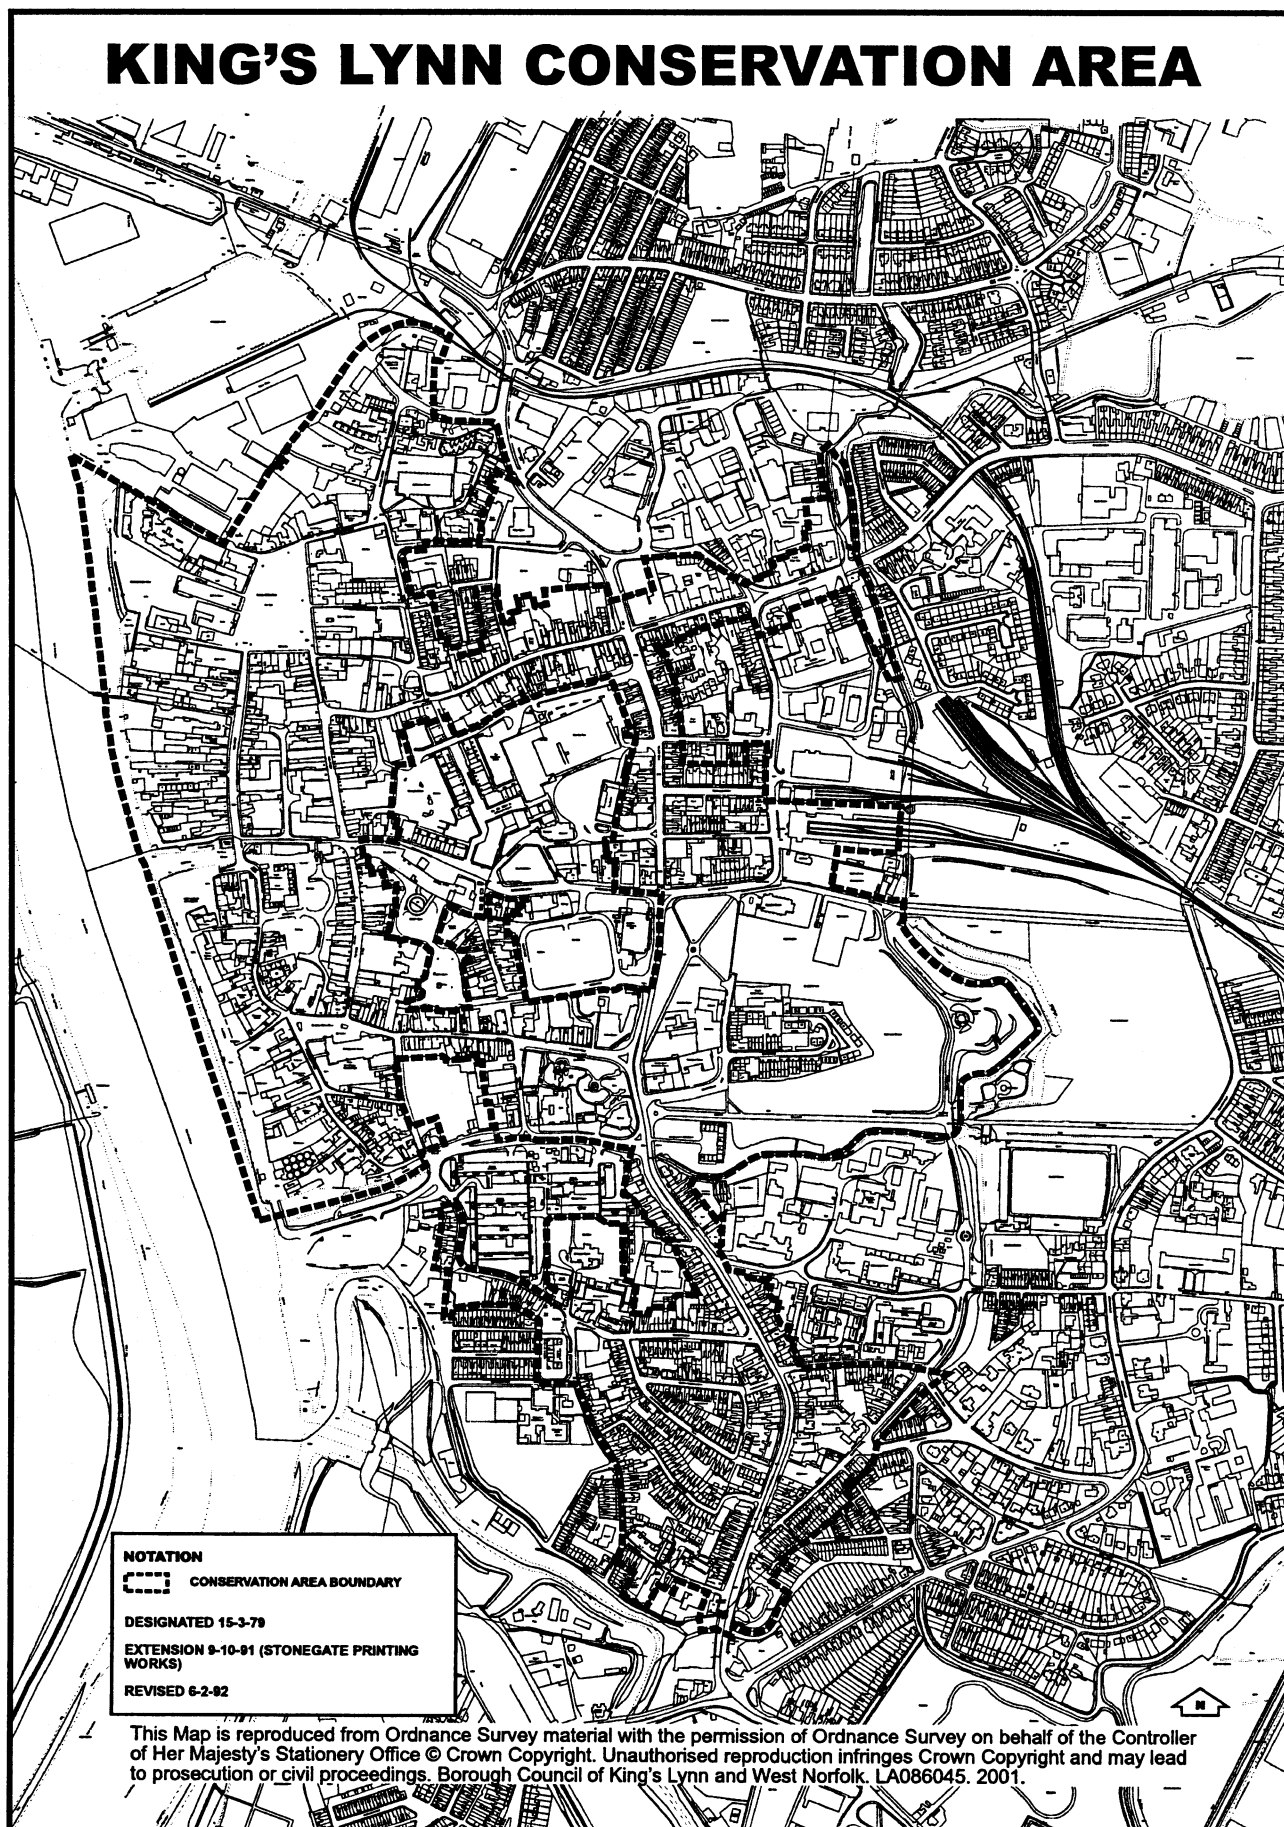 KING'S LYNN CONSERVATION AREA
NOTATION
CONSERVATION AREA BOUNDARY
DESIGNATED 15-3-79
EXTENSION 9-10-91 (STONEGATE PRINTING
WORKS)
REVISED 6-2-92
N
This Map is reproduced from Ordnance Survey material with the permission of Ordnance Survey on behalf of the Controller
of Her Majesty's Stationery Office © Crown Copyright. Unauthorised reproduction infringes Crown Copyright and may lead
to prosecution or civil proceedings. Borough Council of King's Lynn and West Norfolk. LA086045. 2001.